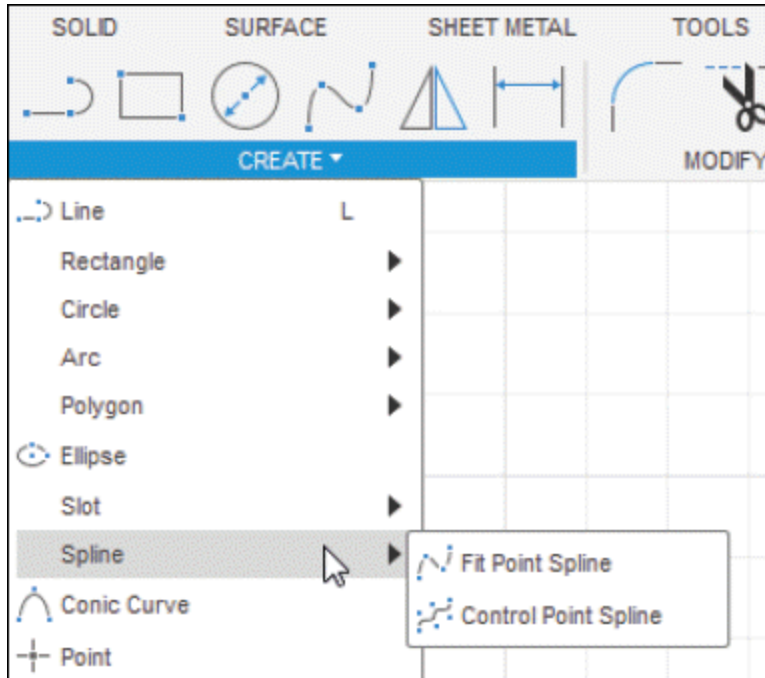 SOLID SURFACE SHEET METAL TOOLS
CREATE MODIFY
Line L
Rectangle
Circle
Arc
Polygon
Ellipse
Slot
Spline
Fit Point Spline
Control Point Spline
Conic Curve
Point